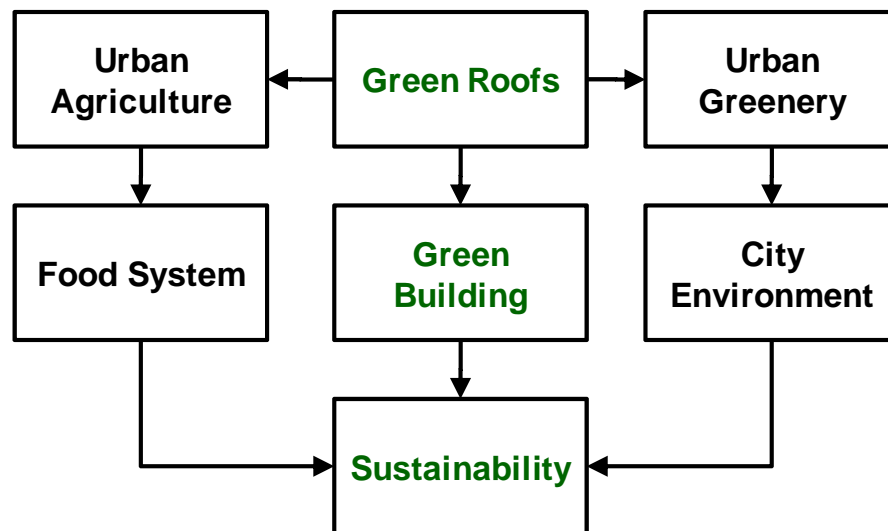 Urban
Agriculture
Green Roofs
Urban
Greenery
Food System
Green
Building
City
Environment
Sustainability